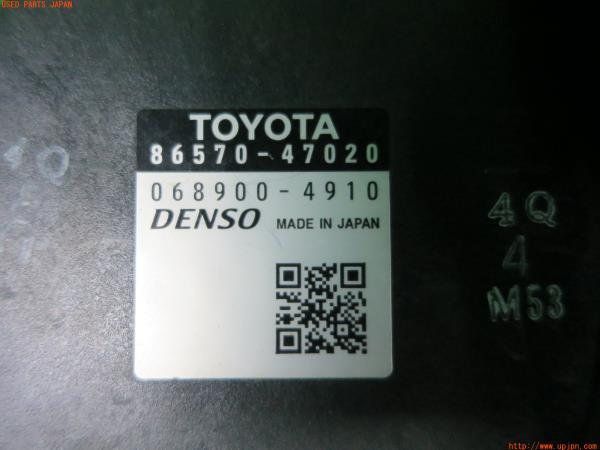 USED PARTS JAPAN
TOYOTA
86570-47020
068900-4910
DENSO MADE IN JAPAN
4Q
4
M53
4Q
http://www.upjpn.com/